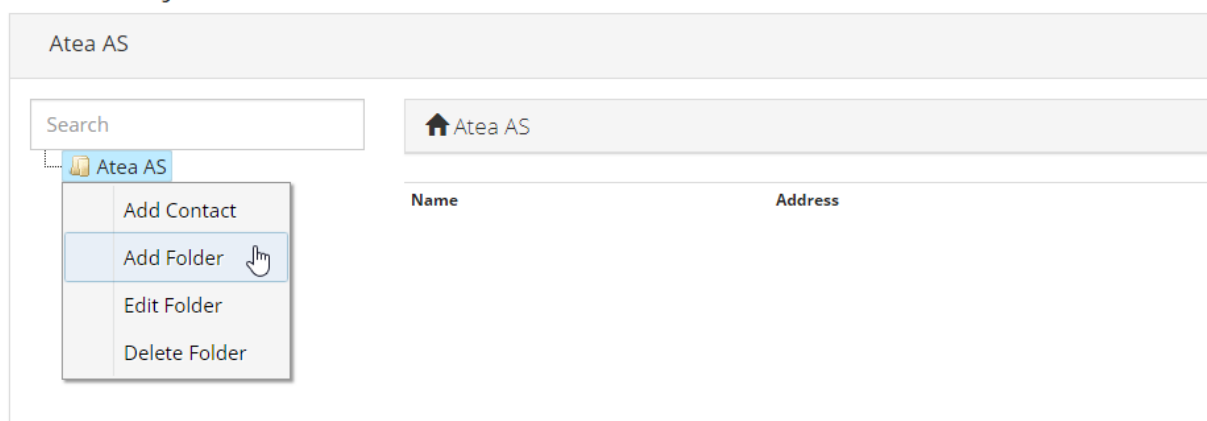 Atea AS
Search
Atea AS
Atea AS
Add Contact
Add Folder
Edit Folder
Delete Folder
Name Address